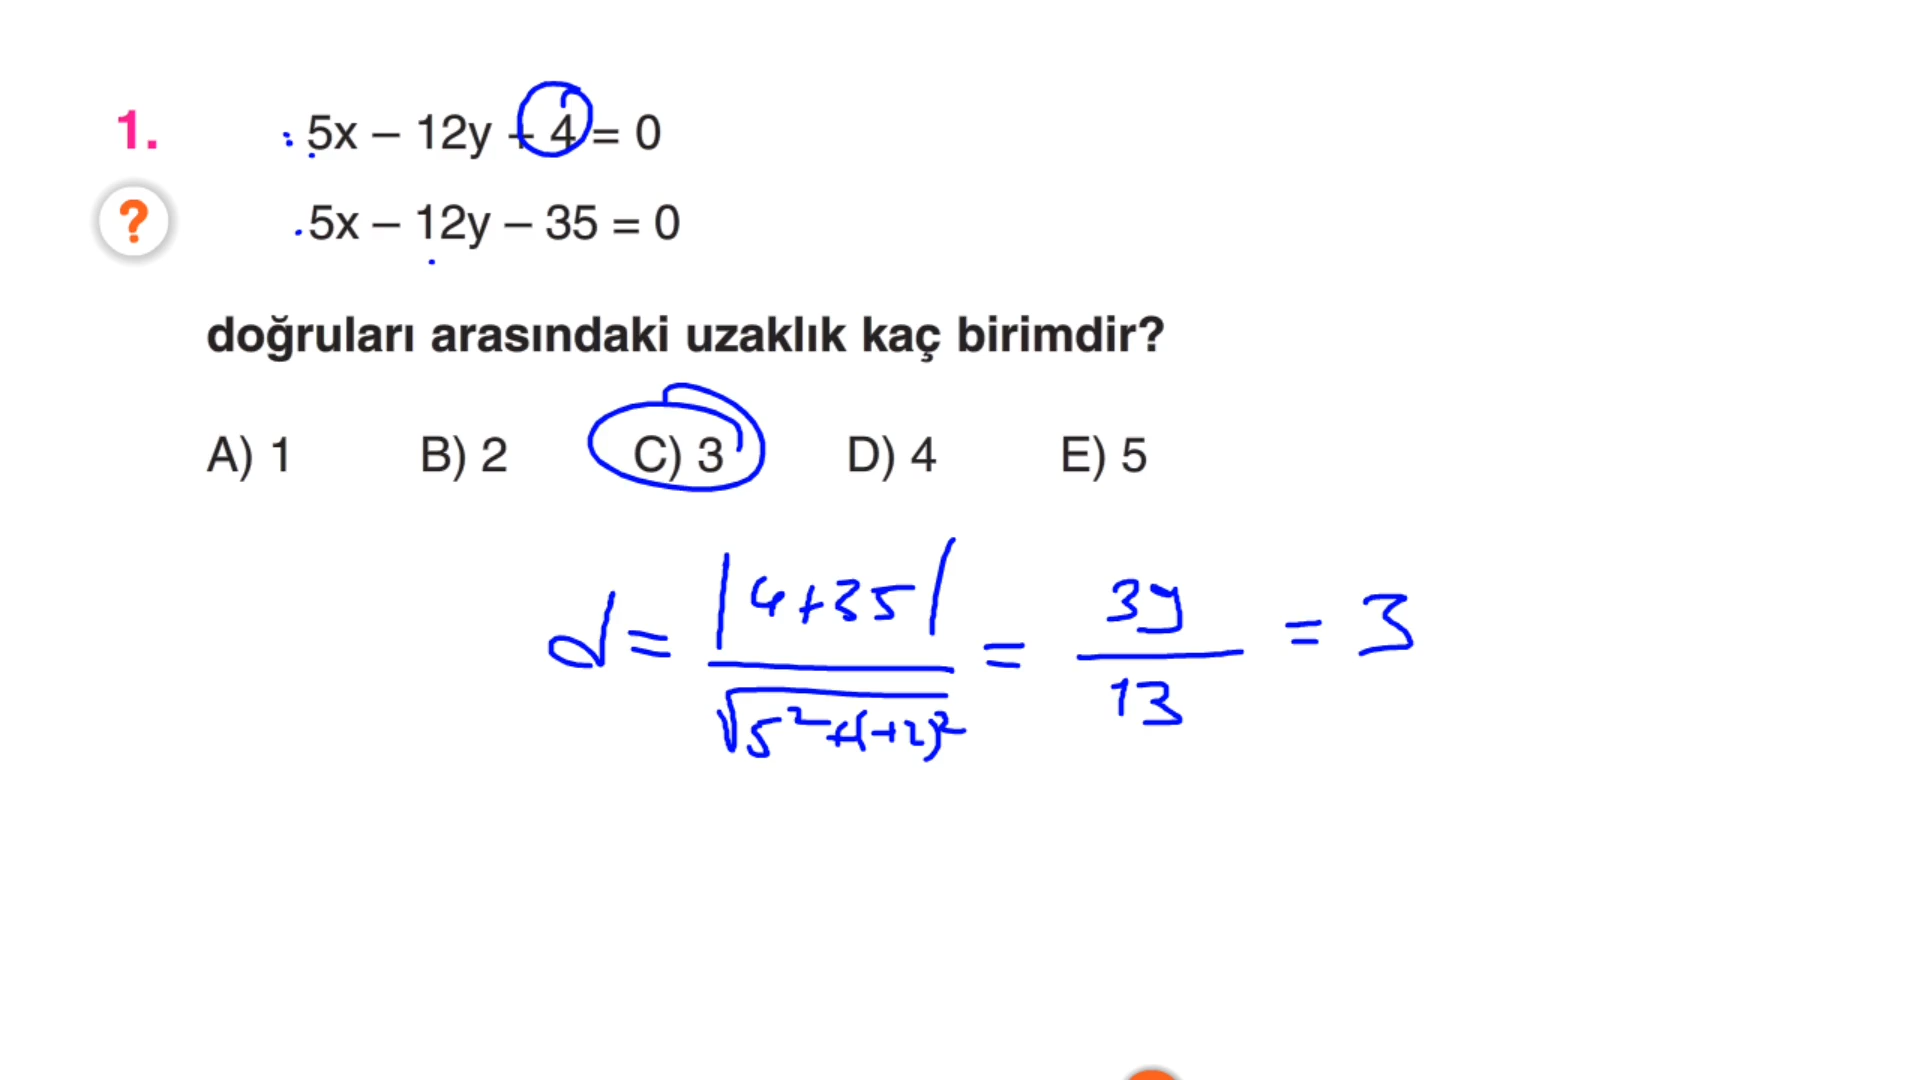 1. 5x – 12y + 4 = 0
? 5x – 12y – 35 = 0
doğruları arasındaki uzaklık kaç birimdir?
A) 1 B) 2 C) 3 D) 4 E) 5
d = |4+35| / √5²+(-12)² = 39 / 13 = 3